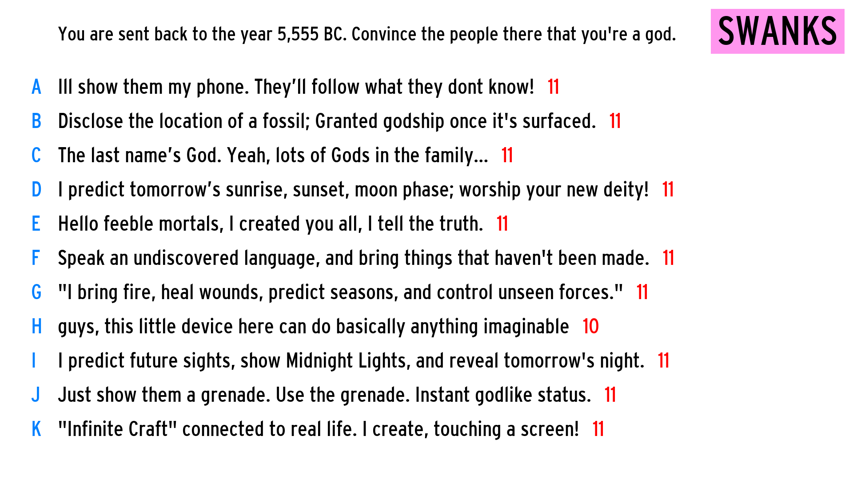 You are sent back to the year 5,555 BC. Convince the people there that you're a god.
SWANKS
A Ill show them my phone. They’ll follow what they dont know! 11
B Disclose the location of a fossil; Granted godship once it's surfaced. 11
C The last name’s God. Yeah, lots of Gods in the family... 11
D I predict tomorrow’s sunrise, sunset, moon phase; worship your new deity! 11
E Hello feeble mortals, I created you all, I tell the truth. 11
F Speak an undiscovered language, and bring things that haven't been made. 11
G "I bring fire, heal wounds, predict seasons, and control unseen forces." 11
H guys, this little device here can do basically anything imaginable 10
I I predict future sights, show Midnight Lights, and reveal tomorrow's night. 11
J Just show them a grenade. Use the grenade. Instant godlike status. 11
K "Infinite Craft" connected to real life. I create, touching a screen! 11